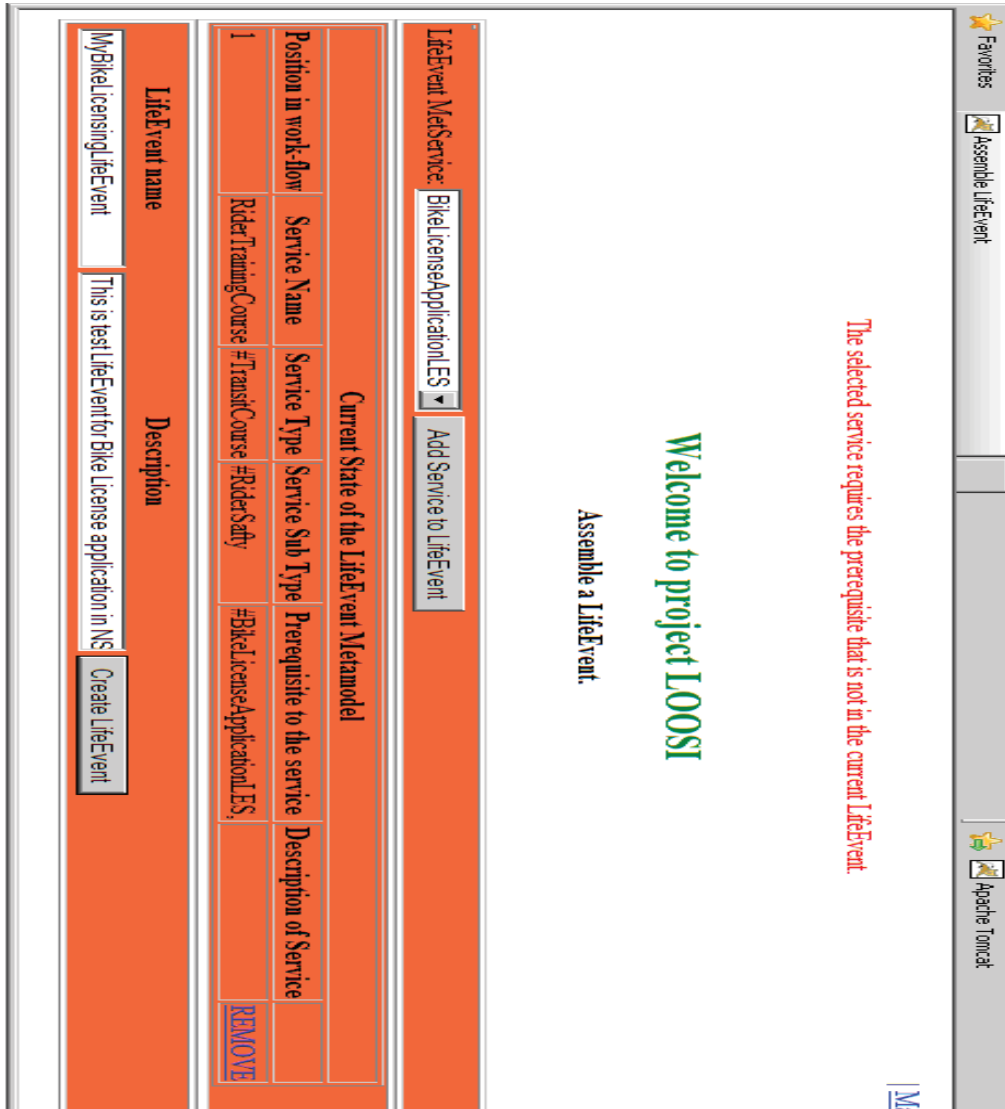 Favorites Assemble LifeEvent Apache Tomcat
| Ma
The selected service requires the prerequisite that is not in the current LifeEvent.
Welcome to project LOOSI
Assemble a LifeEvent.
LifeEvent MetService: BikeLicenseApplicationLES Add Service to LifeEvent
Current State of the LifeEvent Metamodel
Position in work-flow Service Name Service Type Service Sub Type Prerequisite to the service Description of Service
1 RiderTrainingCourse #TransitCourse #RiderSafty #BikeLicenseApplicationLES, REMOVE
LifeEvent name Description
MyBikeLicensingLifeEvent This is test LifeEvent for Bike License application in NS Create LifeEvent